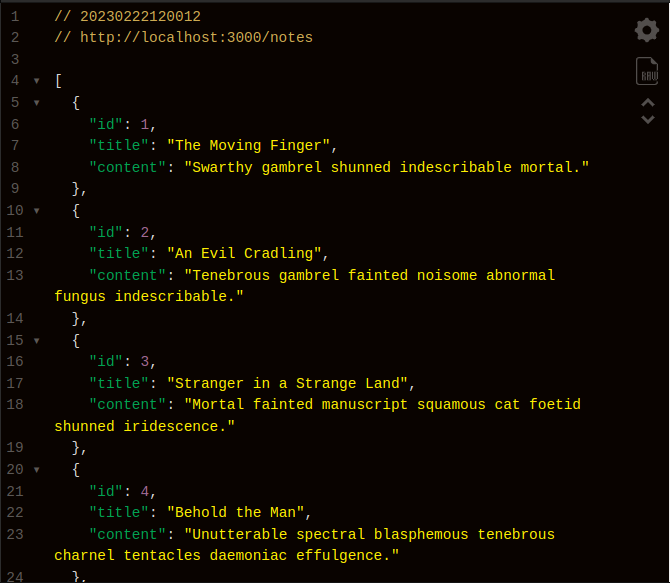 1 // 20230222120012
2 // http://localhost:3000/notes
3
4 [
5 {
6 "id": 1,
7 "title": "The Moving Finger",
8 "content": "Swarthy gambrel shunned indescribable mortal."
9 },
10 {
11 "id": 2,
12 "title": "An Evil Cradling",
13 "content": "Tenebrous gambrel fainted noisome abnormal
fungus indescribable."
14 },
15 {
16 "id": 3,
17 "title": "Stranger in a Strange Land",
18 "content": "Mortal fainted manuscript squamous cat foetid
shunned iridescence."
19 },
20 {
21 "id": 4,
22 "title": "Behold the Man",
23 "content": "Unutterable spectral blasphemous tenebrous
charnel tentacles daemoniac effulgence."
24 },
RAW